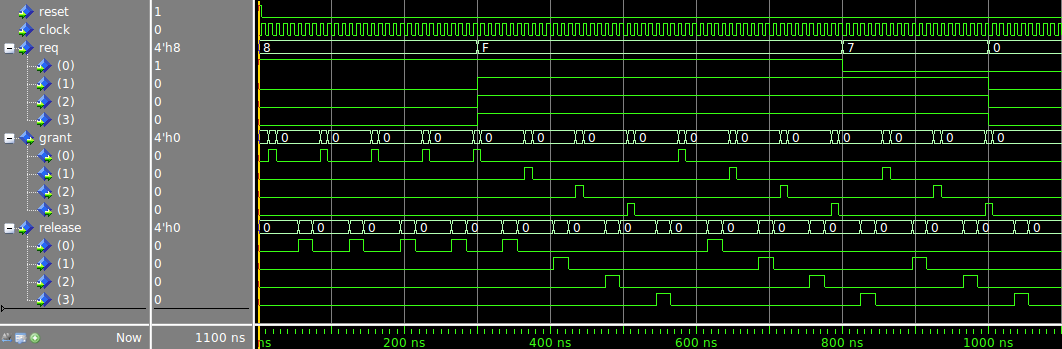 reset 1
clock 0
req 4'h8 8 F 7 0
(0) 1
(1) 0
(2) 0
(3) 0
grant 4'h0 0 0 0 0 0 0 0 0 0 0 0 0 0 0 0
(0) 0
(1) 0
(2) 0
(3) 0
release 4'h0 0 0 0 0 0 0 0 0 0 0 0 0 0 0 0 0
(0) 0
(1) 0
(2) 0
(3) 0
Now 1100 ns ns 200 ns 400 ns 600 ns 800 ns 1000 ns